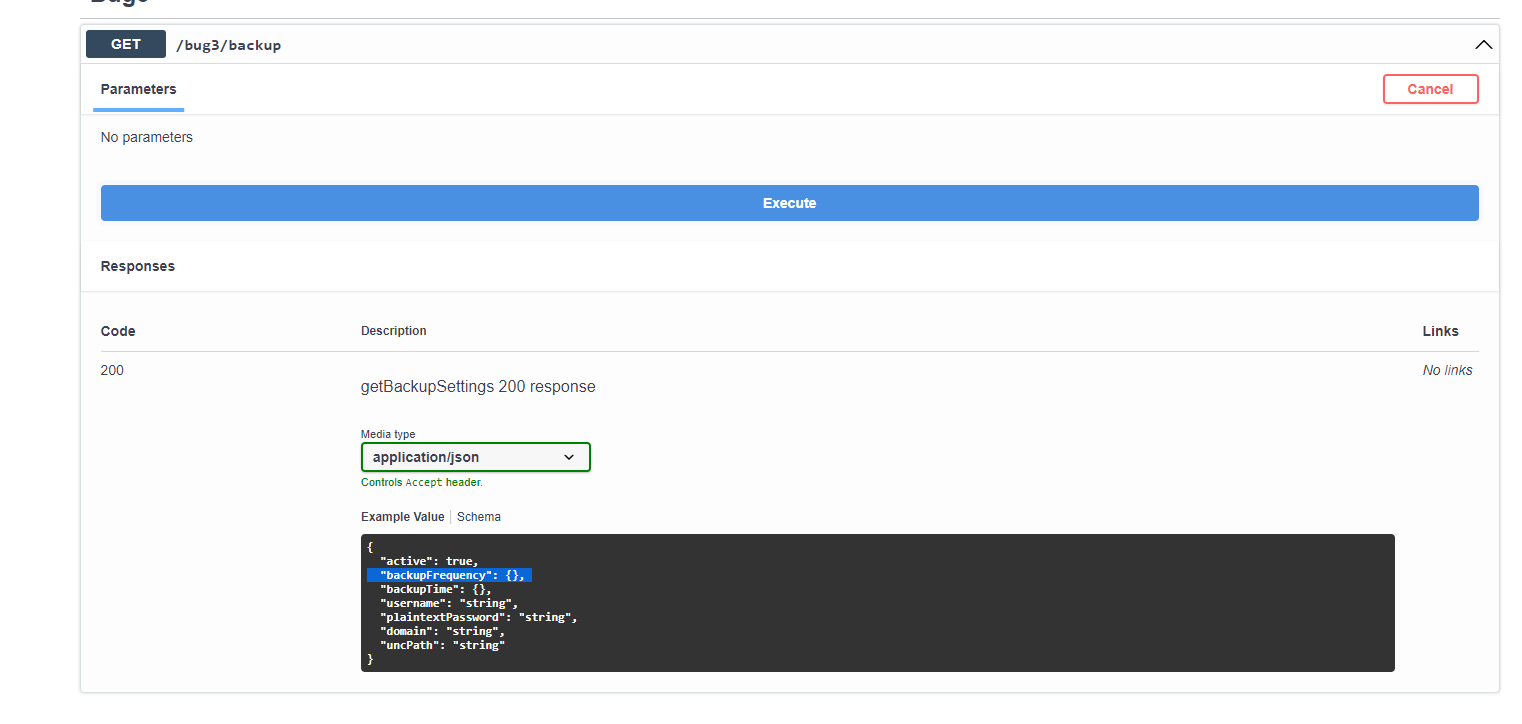 GET /bug3/backup
Parameters
Cancel
No parameters
Execute
Responses
Code Description Links
200 No links
getBackupSettings 200 response
Media type
application/json
Controls Accept header.
Example Value Schema
{
"active": true,
"backupFrequency": {},
"backupTime": {},
"username": "string",
"plaintextPassword": "string",
"domain": "string",
"uncPath": "string"
}